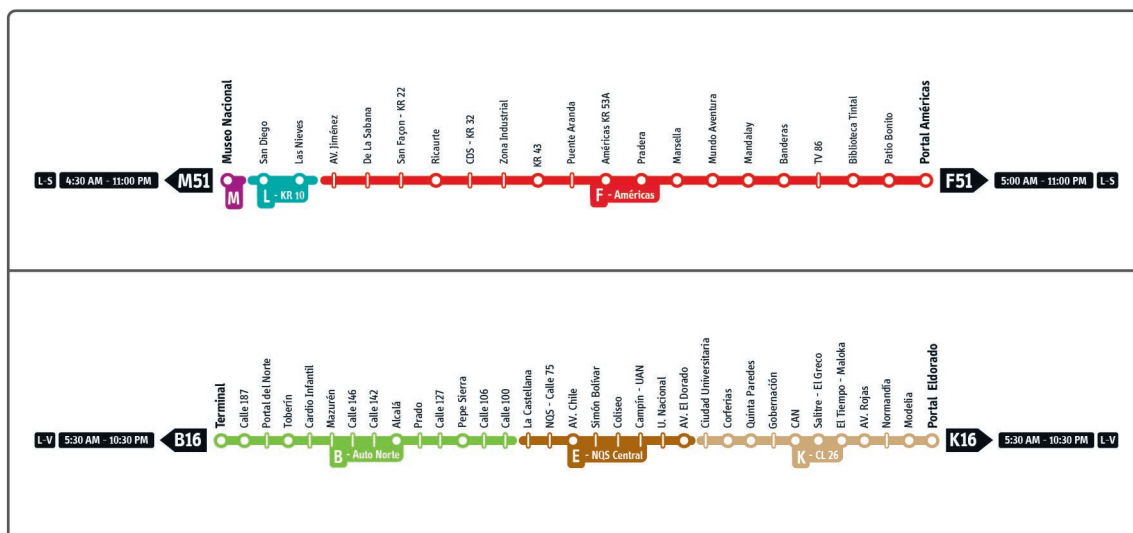 Museo Nacional
San Diego
Las Nieves
AV. Jiménez
De La Sabana
San Façon - KR 22
Ricaurte
CDS - KR 32
Zona Industrial
KR 43
Puente Aranda
Américas KR 53A
Pradera
Marsella
Mundo Aventura
Mandalay
Banderas
TV 86
Biblioteca Tintal
Patio Bonito
Portal Américas
L-S 4:30 AM - 11:00 PM M51
F51 5:00 AM - 11:00 PM L-S
M
L - KR 10
F - Américas
Terminal
Calle 187
Portal del Norte
Toberín
Cardio Infantil
Mazurén
Calle 146
Calle 142
Alcalá
Prado
Calle 127
Pepe Sierra
Calle 106
Calle 100
La Castellana
NQS - Calle 75
AV. Chile
Simón Bolívar
Coliseo
Campín - UAN
U. Nacional
AV. El Dorado
Ciudad Universitaria
Corferias
Quinta Paredes
Gobernación
CAN
Salitre - El Greco
El Tiempo - Maloka
AV. Rojas
Normandía
Modelia
Portal Eldorado
L-V 5:30 AM - 10:30 PM B16
K16 5:30 AM - 10:30 PM L-V
B - Auto Norte
E - NQS Central
K - CL 26